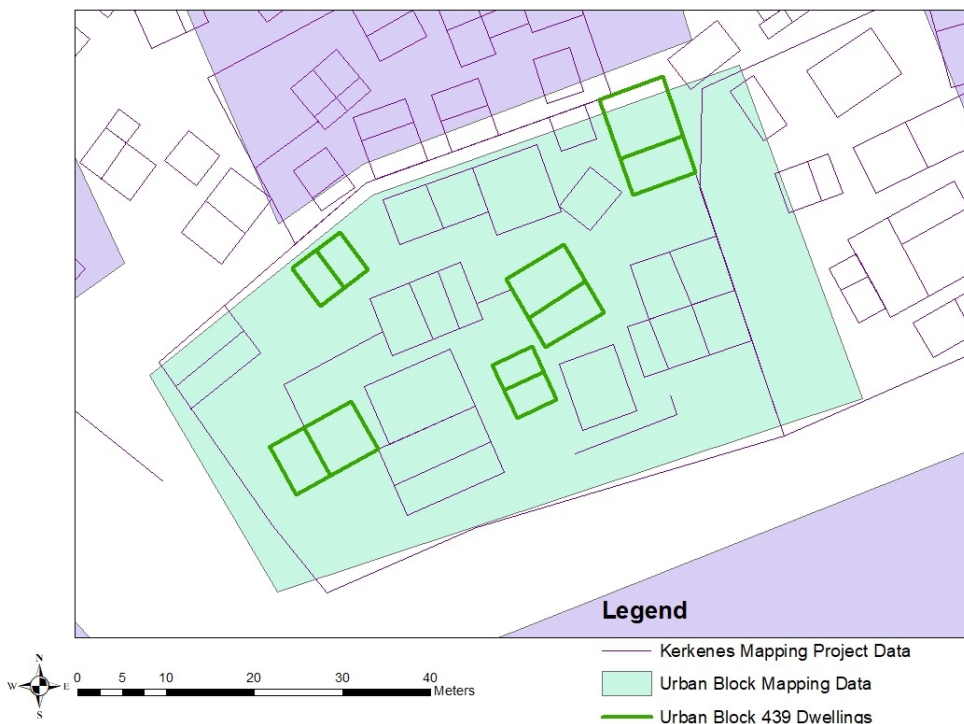 Legend
Kerkenes Mapping Project Data
Urban Block Mapping Data
Urban Block 439 Dwellings
N
W E
S
0 5 10 20 30 40
Meters